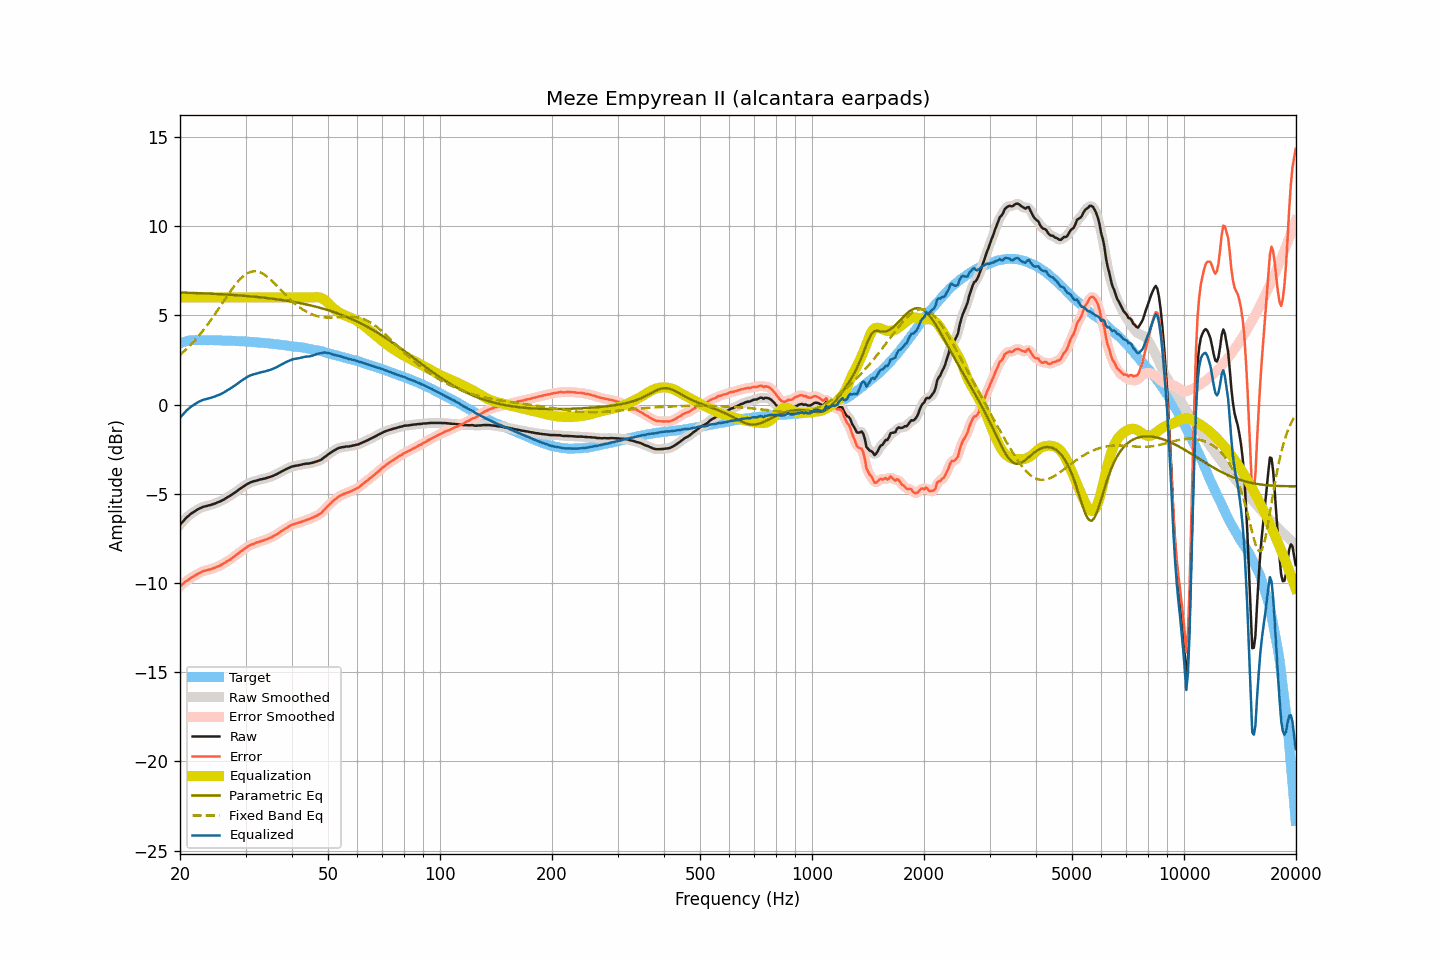 Meze Empyrean II (alcantara earpads)
15
10
5
0
−5
−10
−15
−20
−25
Amplitude (dBr)
Target
Raw Smoothed
Error Smoothed
Raw
Error
Equalization
Parametric Eq
Fixed Band Eq
Equalized
20 50 100 200 500 1000 2000 5000 10000 20000
Frequency (Hz)